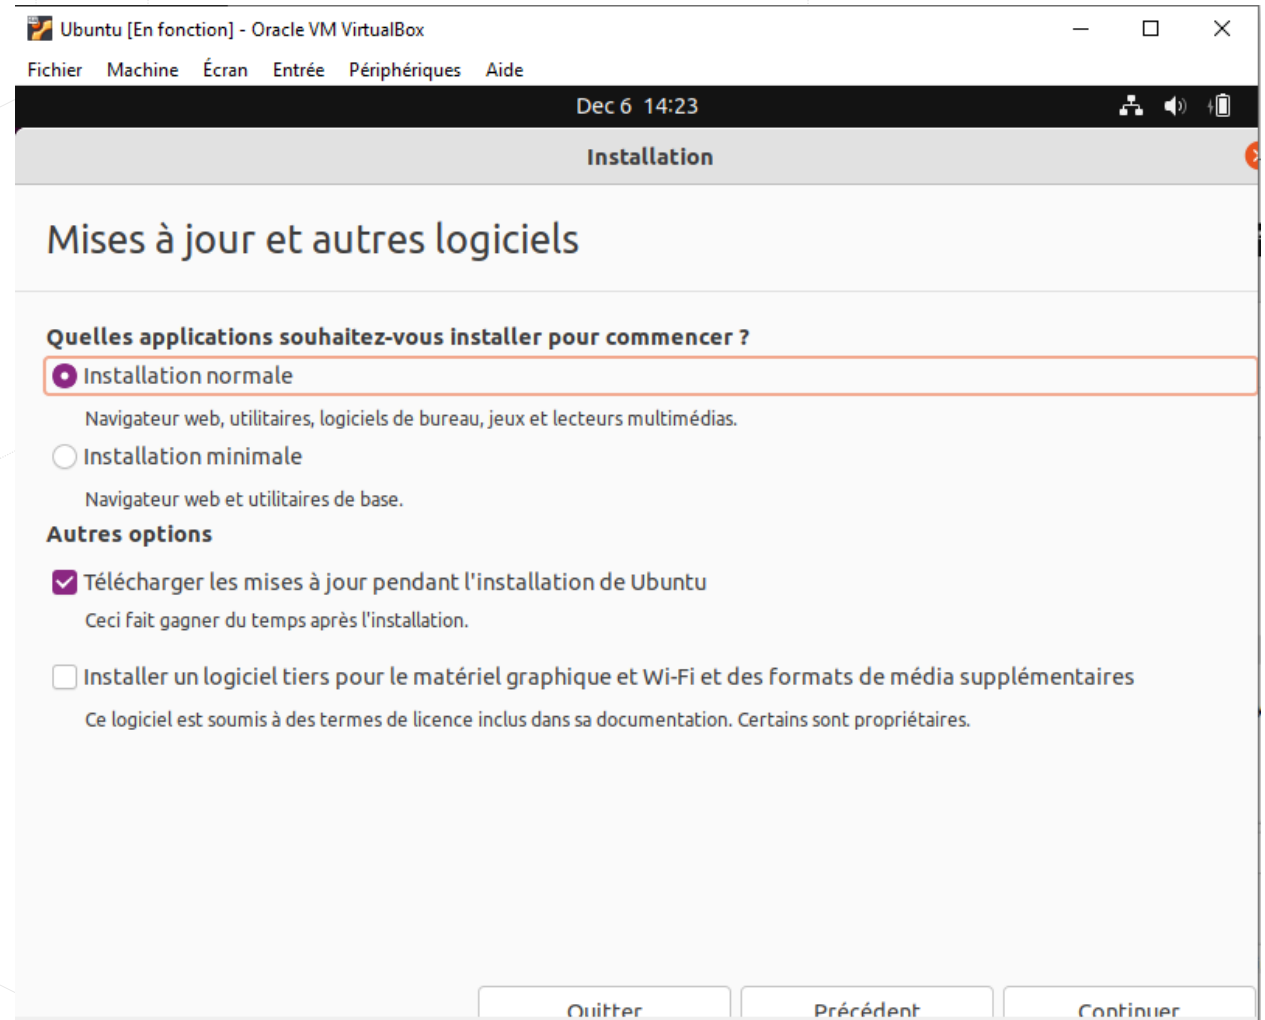 Ubuntu [En fonction] - Oracle VM VirtualBox
Fichier Machine Écran Entrée Périphériques Aide
Dec 6 14:23
Installation
Mises à jour et autres logiciels
Quelles applications souhaitez-vous installer pour commencer ?
Installation normale
Navigateur web, utilitaires, logiciels de bureau, jeux et lecteurs multimédias.
Installation minimale
Navigateur web et utilitaires de base.
Autres options
Télécharger les mises à jour pendant l'installation de Ubuntu
Ceci fait gagner du temps après l'installation.
Installer un logiciel tiers pour le matériel graphique et Wi-Fi et des formats de média supplémentaires
Ce logiciel est soumis à des termes de licence inclus dans sa documentation. Certains sont propriétaires.
Quitter Précédent Continuer